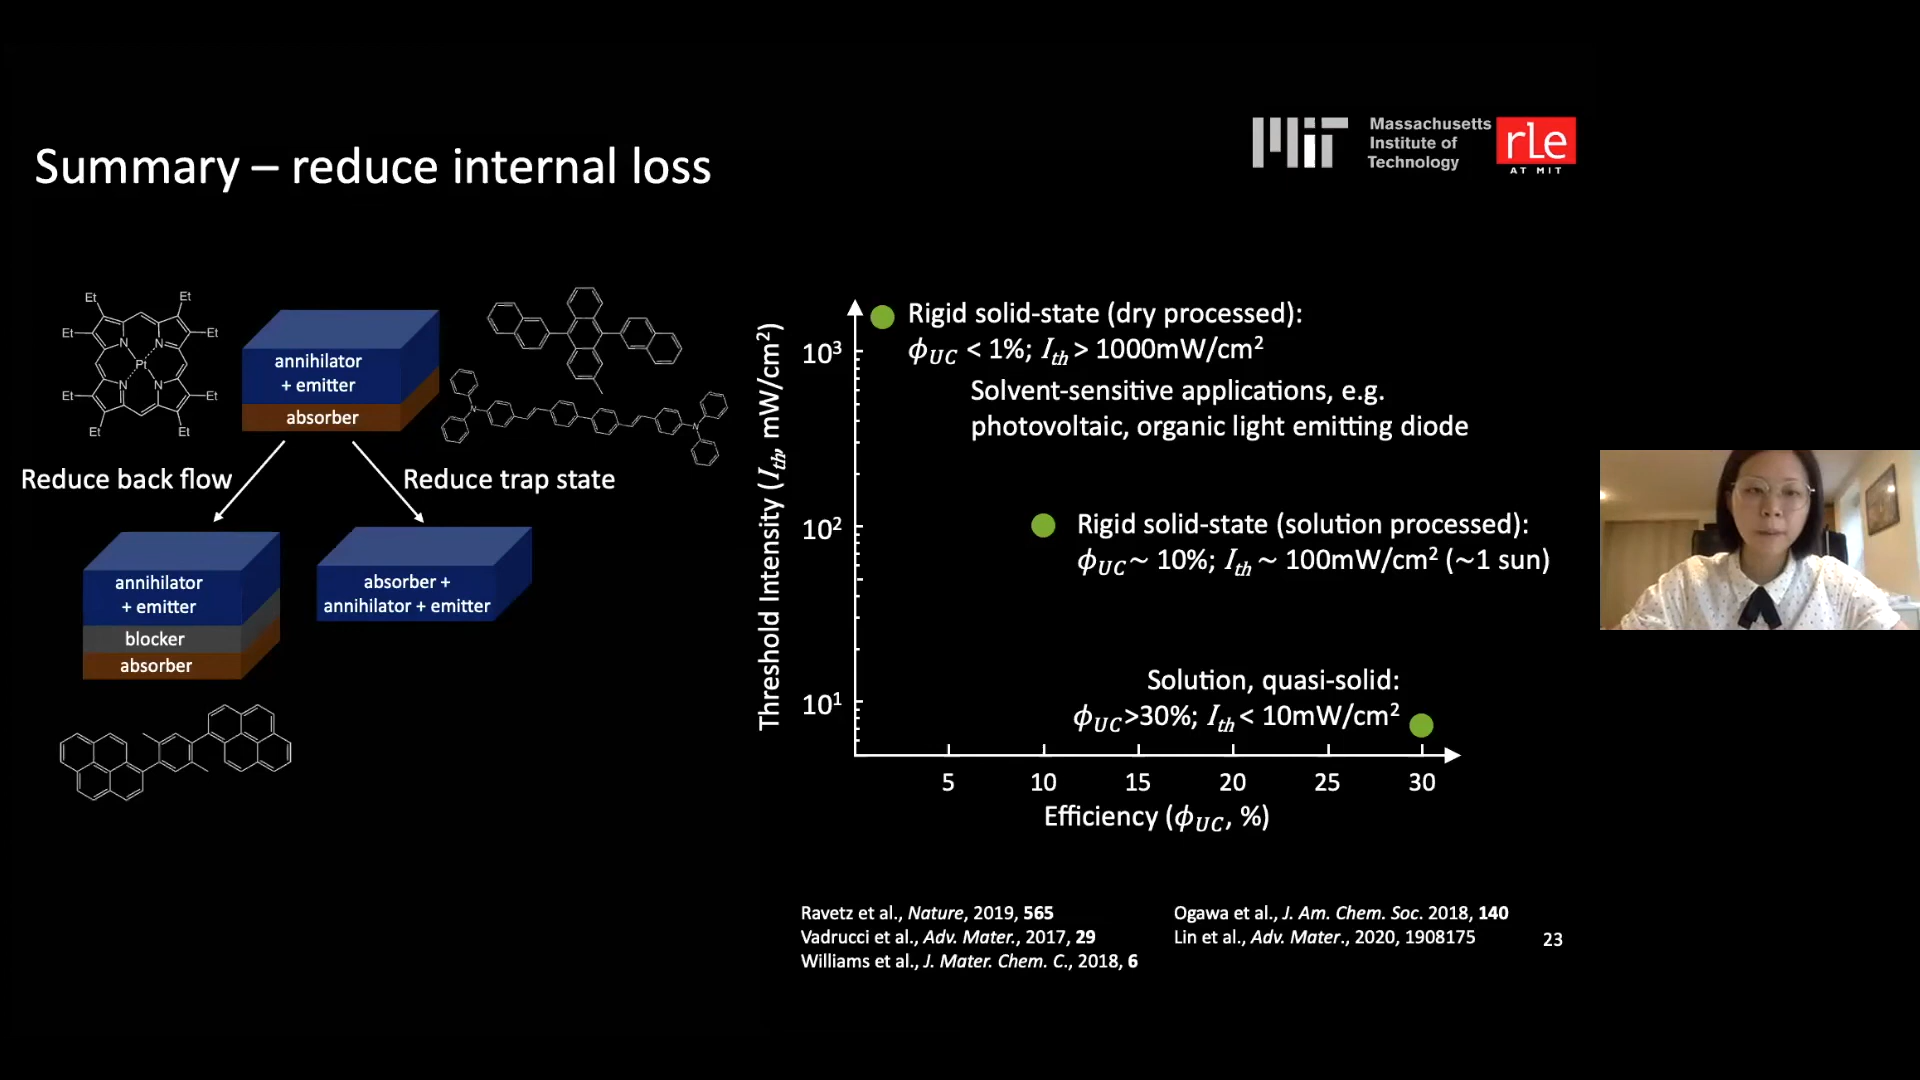 Massachusetts
Institute of
Technology
rLe
AT MIT
Summary – reduce internal loss
Et
Et
Et
Et
N
N
Pt
N
N
Et
Et
Et
Et
annihilator
+ emitter
absorber
N
N
Reduce back flow
Reduce trap state
annihilator
+ emitter
blocker
absorber
absorber +
annihilator + emitter
Threshold Intensity (I_th, mW/cm²)
10³
10²
10¹
Rigid solid-state (dry processed):
ϕ_UC < 1%; I_th > 1000mW/cm²
Solvent-sensitive applications, e.g.
photovoltaic, organic light emitting diode
Rigid solid-state (solution processed):
ϕ_UC ~ 10%; I_th ~ 100mW/cm² (~1 sun)
Solution, quasi-solid:
ϕ_UC >30%; I_th < 10mW/cm²
5 10 15 20 25 30
Efficiency (ϕ_UC, %)
Ravetz et al., Nature, 2019, 565
Vadrucci et al., Adv. Mater., 2017, 29
Williams et al., J. Mater. Chem. C., 2018, 6
Ogawa et al., J. Am. Chem. Soc. 2018, 140
Lin et al., Adv. Mater., 2020, 1908175
23